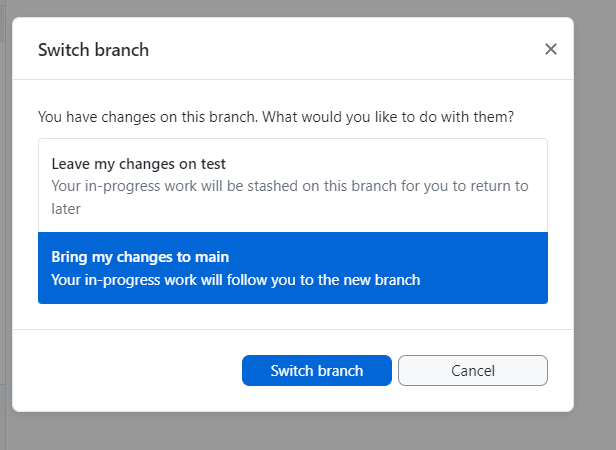 Switch branch
You have changes on this branch. What would you like to do with them?
Leave my changes on test
Your in-progress work will be stashed on this branch for you to return to
later
Bring my changes to main
Your in-progress work will follow you to the new branch
Switch branch
Cancel